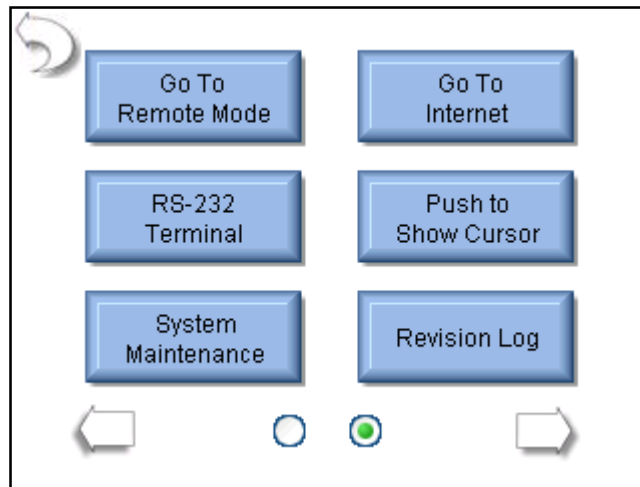 Go To
Remote Mode
Go To
Internet
RS-232
Terminal
Push to
Show Cursor
System
Maintenance
Revision Log